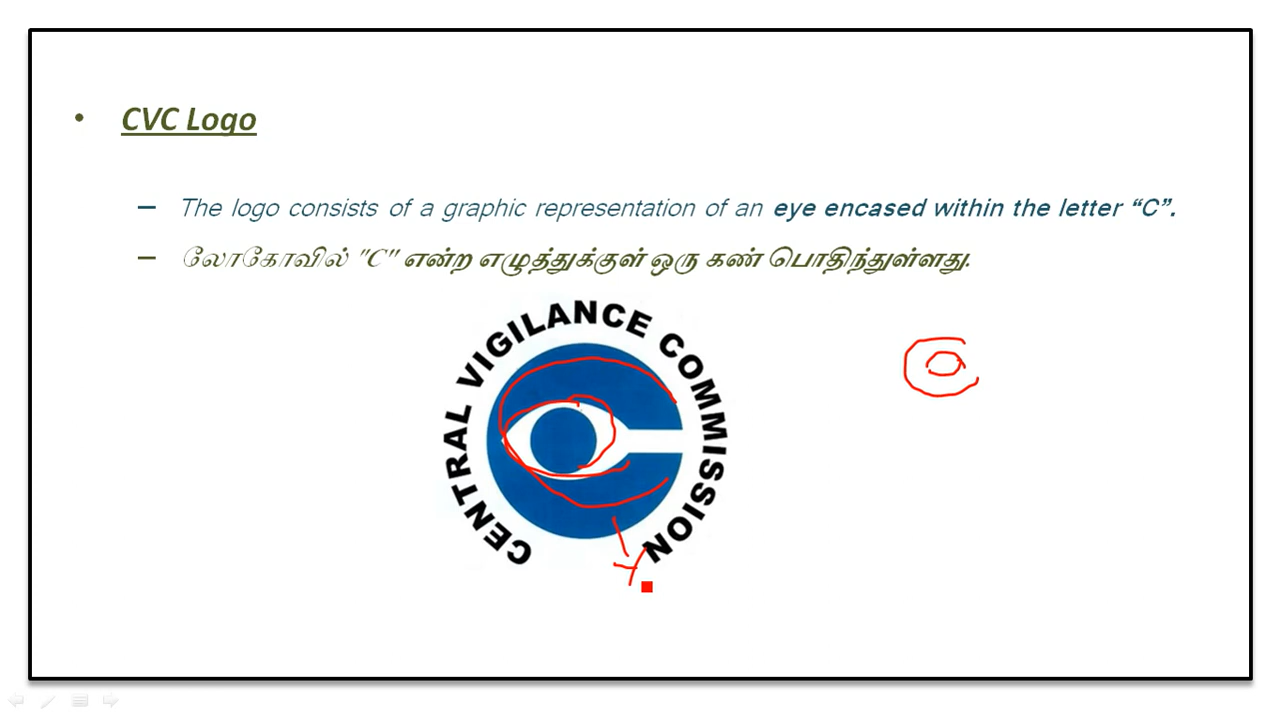 • CVC Logo
– The logo consists of a graphic representation of an eye encased within the letter “C”.
– லோகோவில் "C" என்ற எழுத்துக்குள் ஒரு கண் பொதிந்துள்ளது.
CENTRAL VIGILANCE COMMISSION